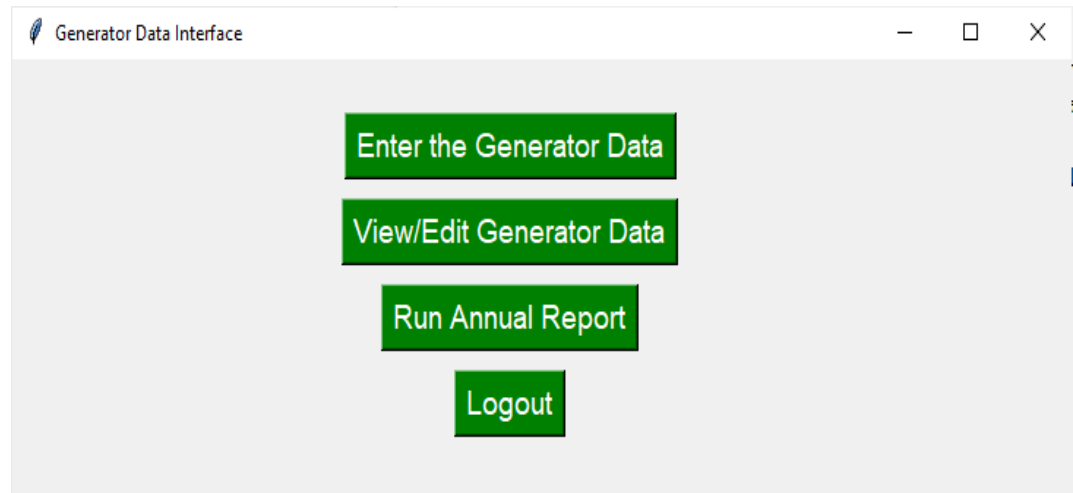 Generator Data Interface
Enter the Generator Data
View/Edit Generator Data
Run Annual Report
Logout